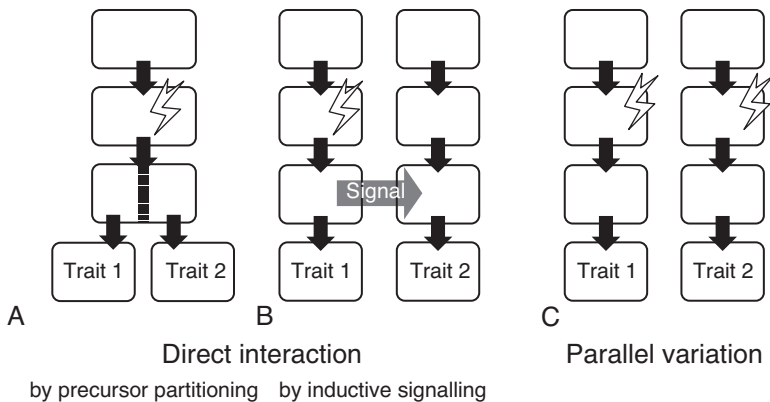 Signal
Trait 1 Trait 2 Trait 1 Trait 2 Trait 1 Trait 2
A B C
Direct interaction Parallel variation
by precursor partitioning by inductive signalling